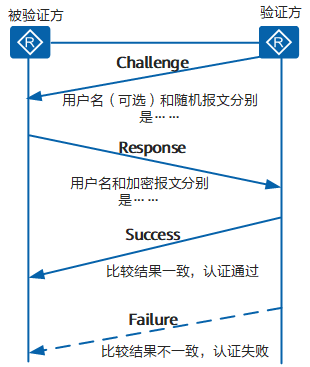 被验证方
验证方
R
R
Challenge
用户名（可选）和随机报文分别
是……
Response
用户名和加密报文分别
是……
Success
比较结果一致，认证通过
Failure
比较结果不一致，认证失败